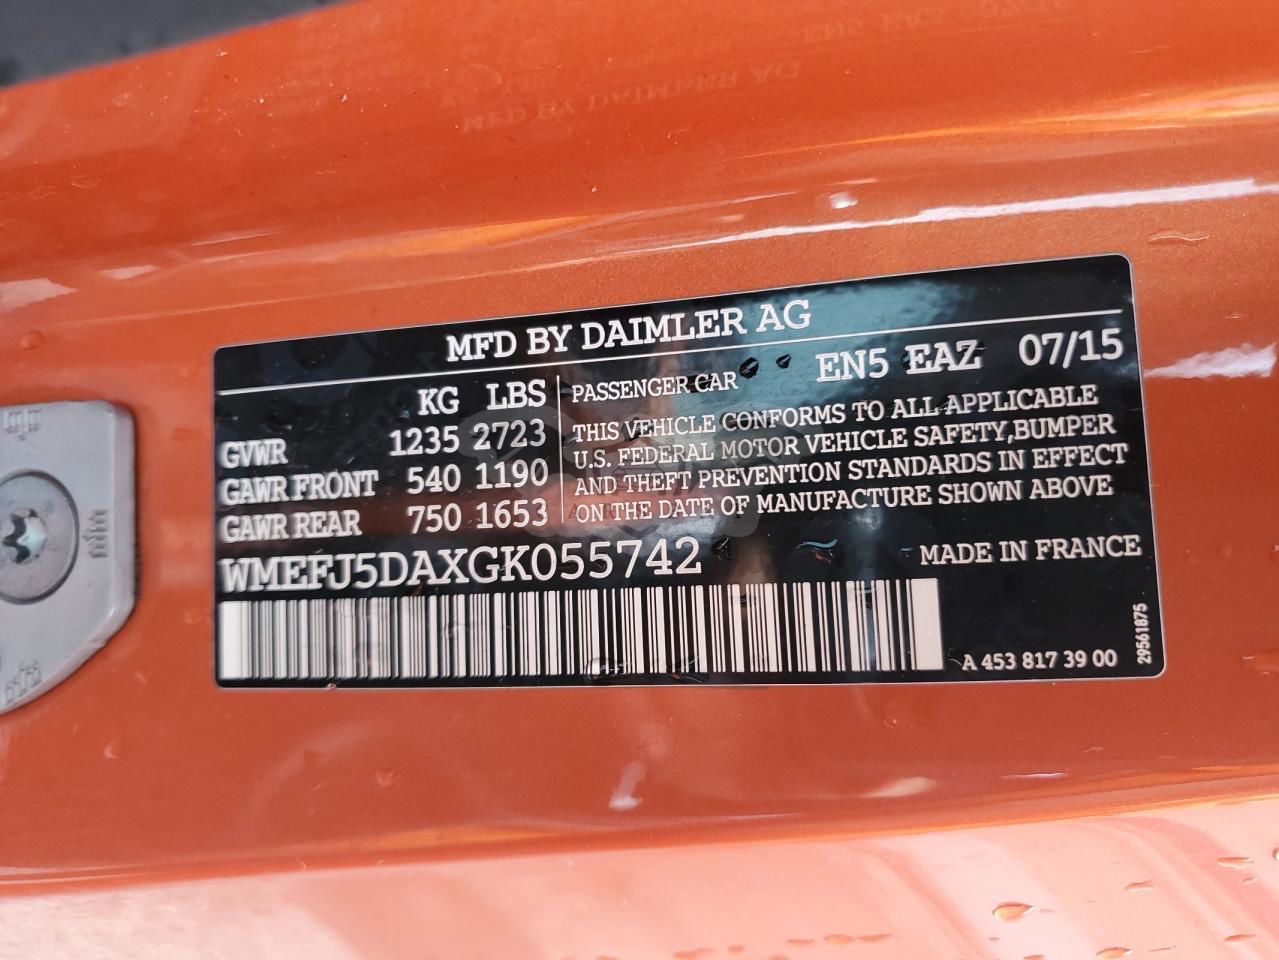 MFD BY DAIMLER AG
KG LBS
GVWR 1235 2723
GAWR FRONT 540 1190
GAWR REAR 750 1653
PASSENGER CAR EN5 EAZ 07/15
THIS VEHICLE CONFORMS TO ALL APPLICABLE
U.S. FEDERAL MOTOR VEHICLE SAFETY,BUMPER
AND THEFT PREVENTION STANDARDS IN EFFECT
ON THE DATE OF MANUFACTURE SHOWN ABOVE
WMEFJ5DAXGK055742
MADE IN FRANCE
A 453 817 39 00
29561875